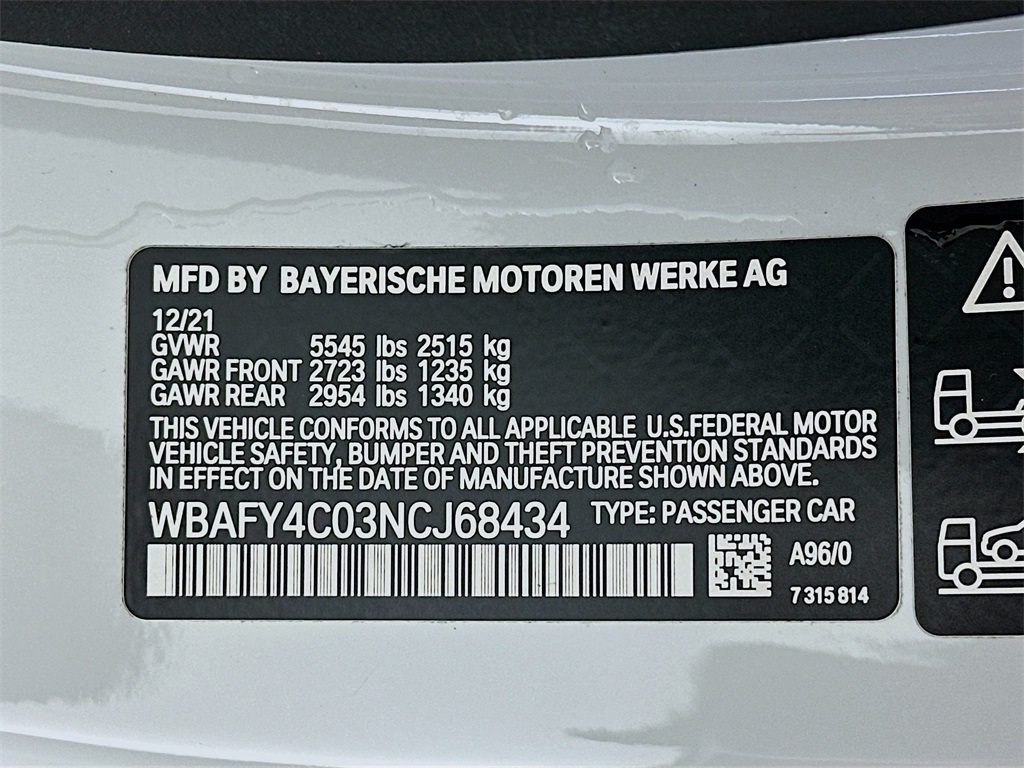 MFD BY BAYERISCHE MOTOREN WERKE AG
12/21
GVWR 5545 lbs 2515 kg
GAWR FRONT 2723 lbs 1235 kg
GAWR REAR 2954 lbs 1340 kg
THIS VEHICLE CONFORMS TO ALL APPLICABLE U.S.FEDERAL MOTOR
VEHICLE SAFETY, BUMPER AND THEFT PREVENTION STANDARDS
IN EFFECT ON THE DATE OF MANUFACTURE SHOWN ABOVE.
WBAFY4C03NCJ68434 TYPE: PASSENGER CAR
A96/0
7 315 814